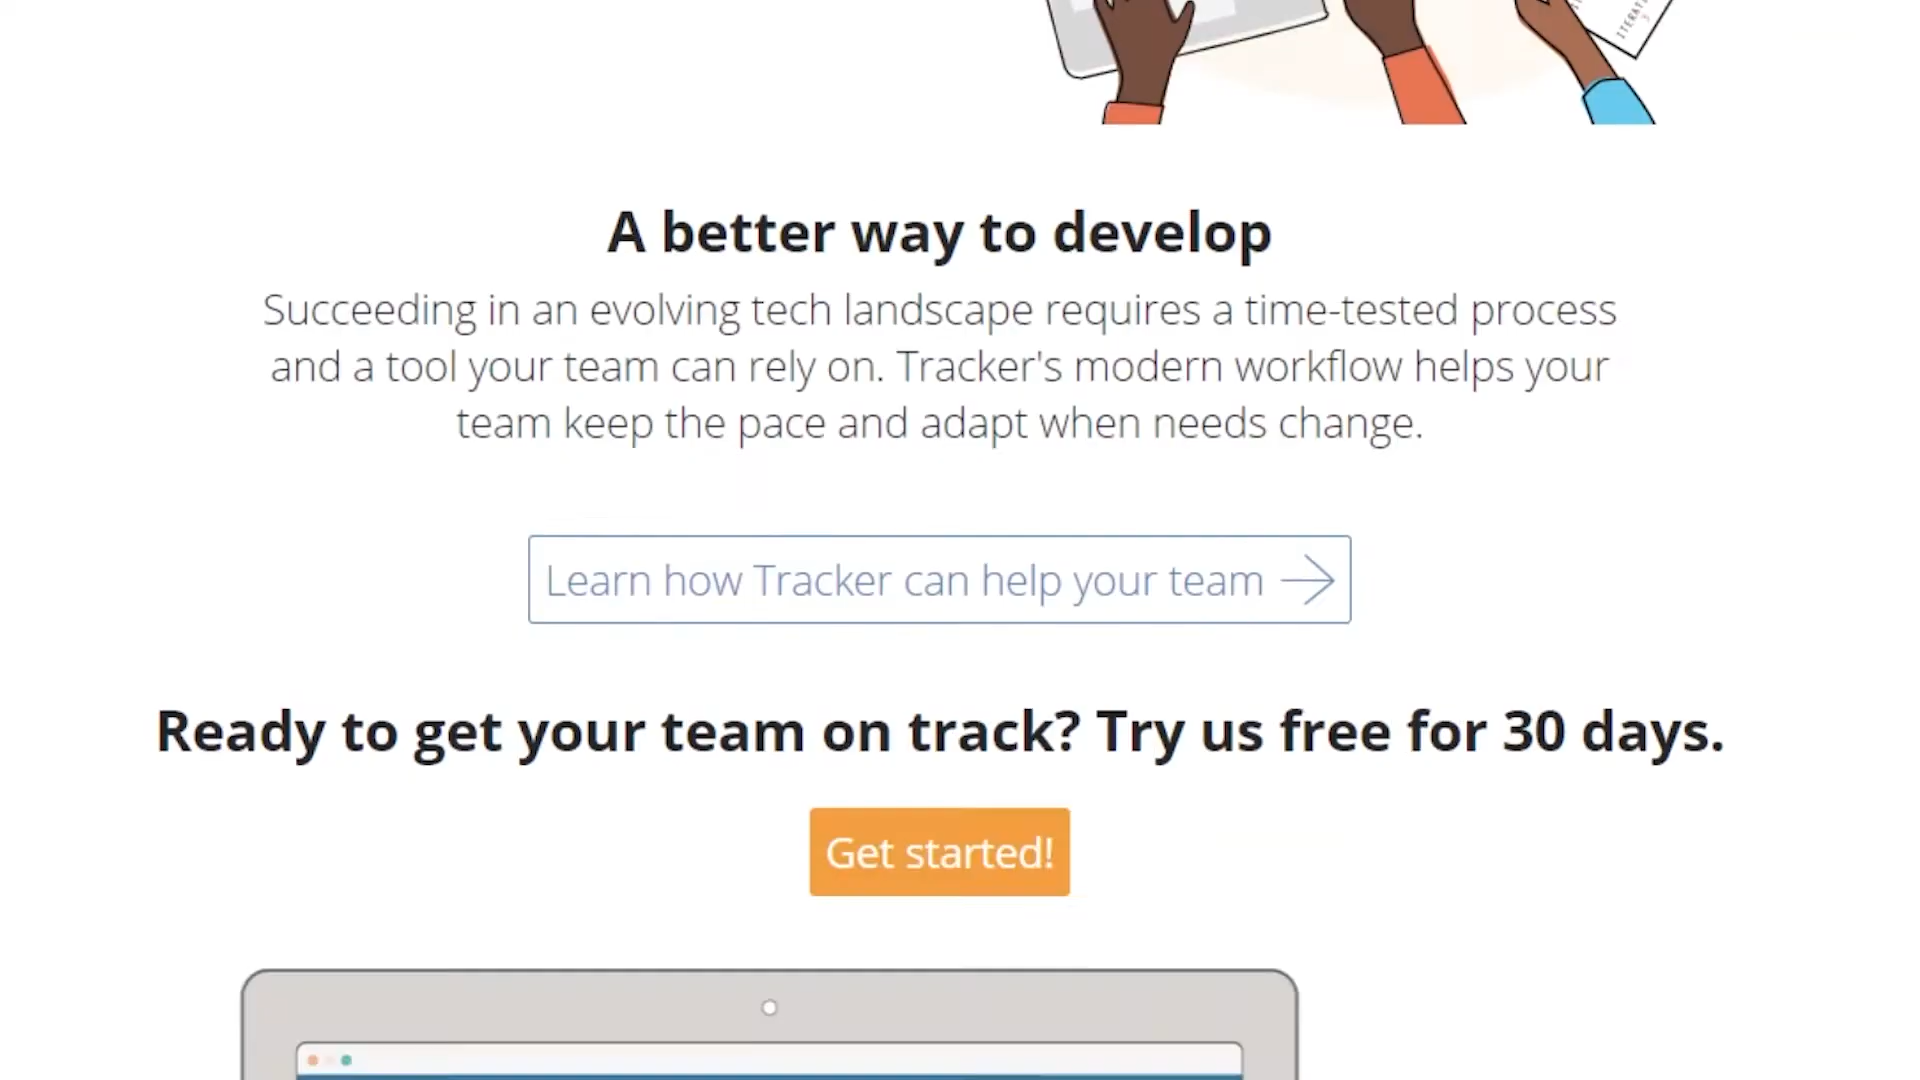 ITERATI
A better way to develop
Succeeding in an evolving tech landscape requires a time-tested process
and a tool your team can rely on. Tracker's modern workflow helps your
team keep the pace and adapt when needs change.
Learn how Tracker can help your team
Ready to get your team on track? Try us free for 30 days.
Get started!